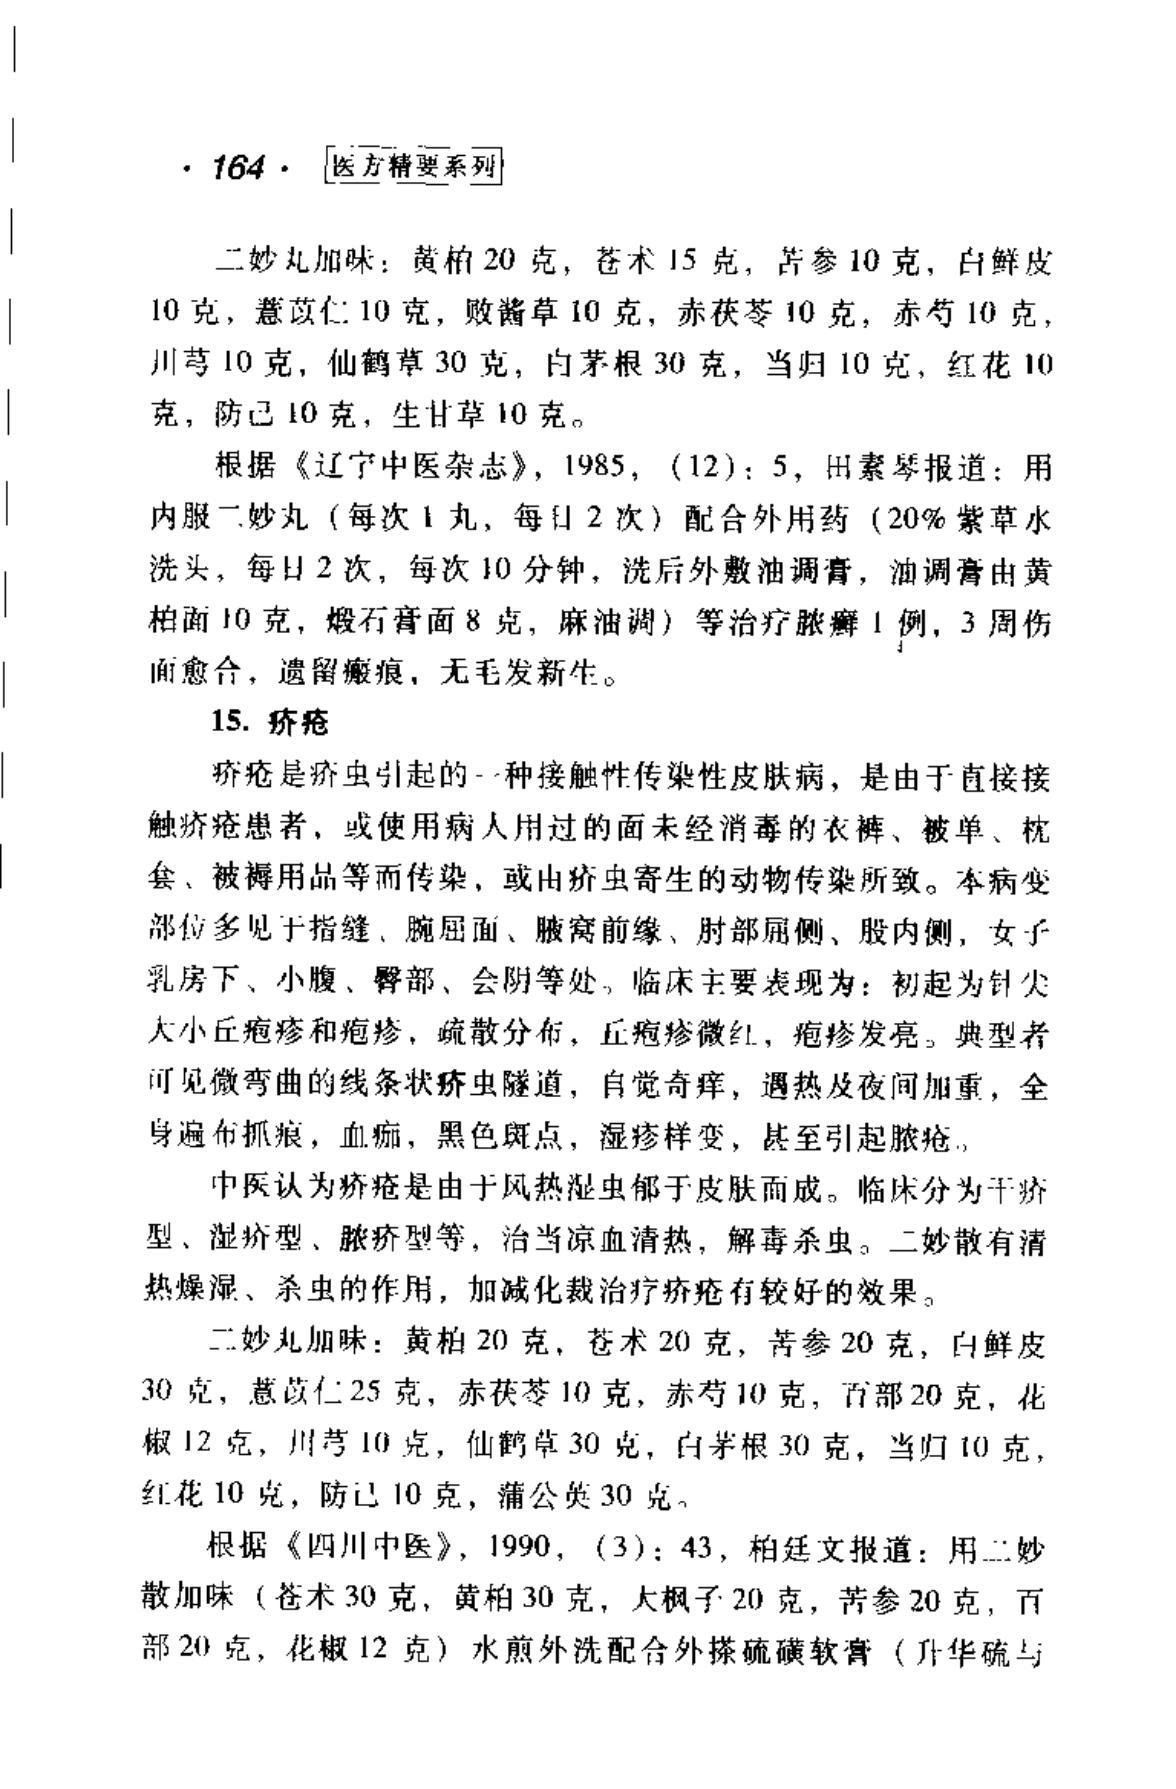 · 164 · 医方精要系列
二妙丸加味：黄柏 20 克，苍术 15 克，苦参 10 克，白鲜皮
10 克，薏苡仁 10 克，败酱草 10 克，赤茯苓 10 克，赤芍 10 克，
川芎 10 克，仙鹤草 30 克，白茅根 30 克，当归 10 克，红花 10
克，防己 10 克，生甘草 10 克。
根据《辽宁中医杂志》，1985，（12）：5，田素琴报道：用
内服二妙丸（每次 1 丸，每日 2 次）配合外用药（20% 紫草水
洗头，每日 2 次，每次 10 分钟，洗后外敷油调膏，油调膏由黄
柏面 10 克，煅石膏面 8 克，麻油调）等治疗脓癣 1 例，3 周伤
面愈合，遗留瘢痕，无毛发新生。
15. 疥疮
疥疮是疥虫引起的一种接触性传染性皮肤病，是由于直接接
触疥疮患者，或使用病人用过的面未经消毒的衣裤、被单、枕
套、被褥用品等而传染，或由疥虫寄生的动物传染所致。本病变
部位多见于指缝、腕屈面、腋窝前缘、肘部屈侧、股内侧，女子
乳房下、小腹、臀部、会阴等处。临床主要表现为：初起为针尖
大小丘疱疹和疱疹，疏散分布，丘疱疹微红，疱疹发亮。典型者
可见微弯曲的线条状疥虫隧道，自觉奇痒，遇热及夜间加重，全
身遍布抓痕，血痂，黑色斑点，湿疹样变，甚至引起脓疮。
中医认为疥疮是由于风热湿虫郁于皮肤而成。临床分为干疥
型、湿疥型、脓疥型等，治当凉血清热，解毒杀虫。二妙散有清
热燥湿、杀虫的作用，加减化裁治疗疥疮有较好的效果。
二妙丸加味：黄柏 20 克，苍术 20 克，苦参 20 克，白鲜皮
30 克，薏苡仁 25 克，赤茯苓 10 克，赤芍 10 克，百部 20 克，花
椒 12 克，川芎 10 克，仙鹤草 30 克，白茅根 30 克，当归 10 克，
红花 10 克，防己 10 克，蒲公英 30 克。
根据《四川中医》，1990，（3）：43，柏廷文报道：用二妙
散加味（苍术 30 克，黄柏 30 克，大枫子 20 克，苦参 20 克，百
部 20 克，花椒 12 克）水煎外洗配合外搽硫磺软膏（升华硫与